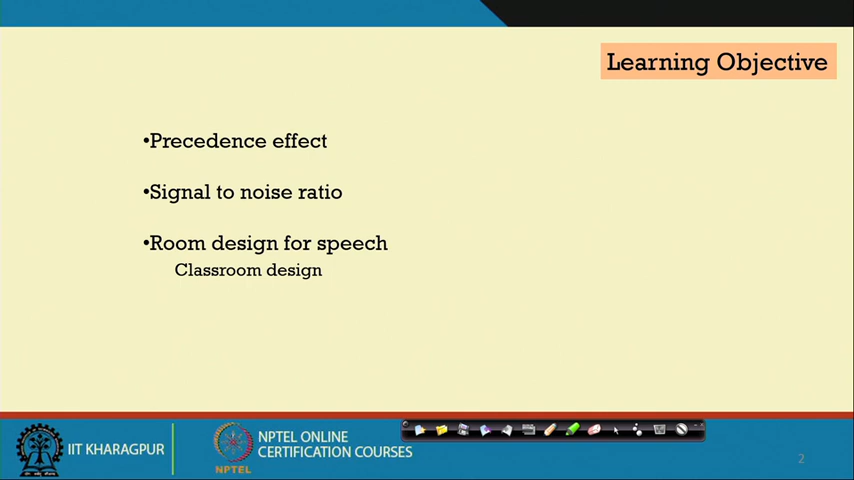 Learning Objective
•Precedence effect
•Signal to noise ratio
•Room design for speech
Classroom design
IIT KHARAGPUR
NPTEL
NPTEL ONLINE
CERTIFICATION COURSES
2